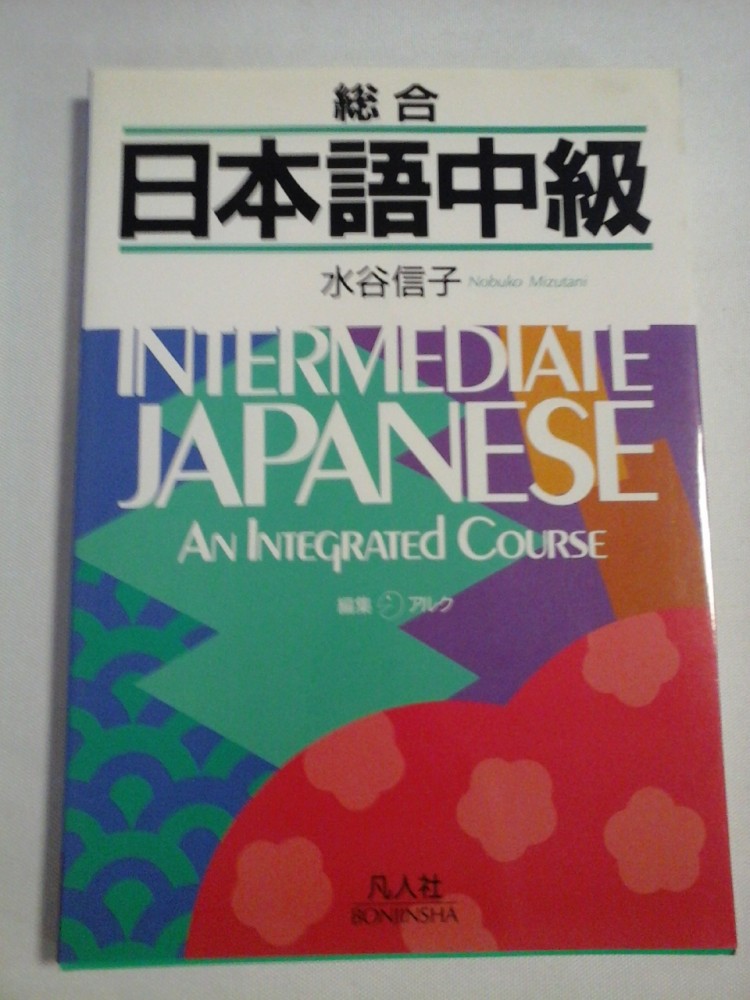 総合
日本語中級
水谷信子 Nobuko Mizutani
INTERMEDIATE
JAPANESE
AN INTEGRATED COURSE
編集 アルク
凡人社
BONJINSHA